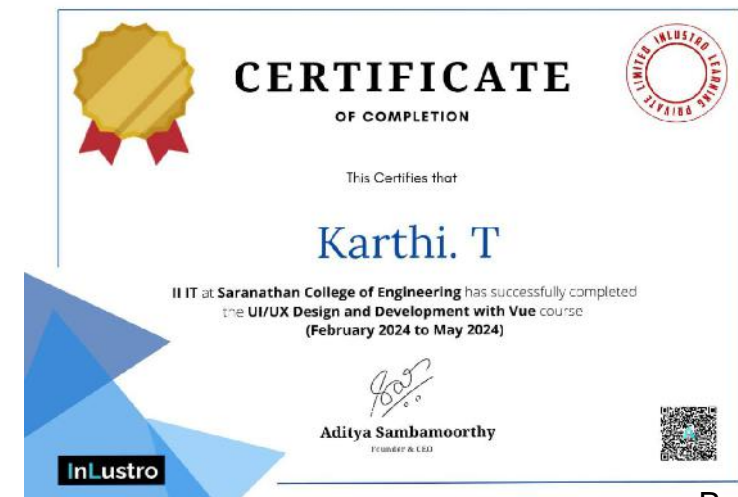 CERTIFICATE
OF COMPLETION
INLUSTRO LEARNING PRIVATE LIMITED
This Certifies that
Karthi. T
II IT at Saranathan College of Engineering has successfully completed
the UI/UX Design and Development with Vue course
(February 2024 to May 2024)
Aditya Sambamoorthy
Founder & CEO
InLustro